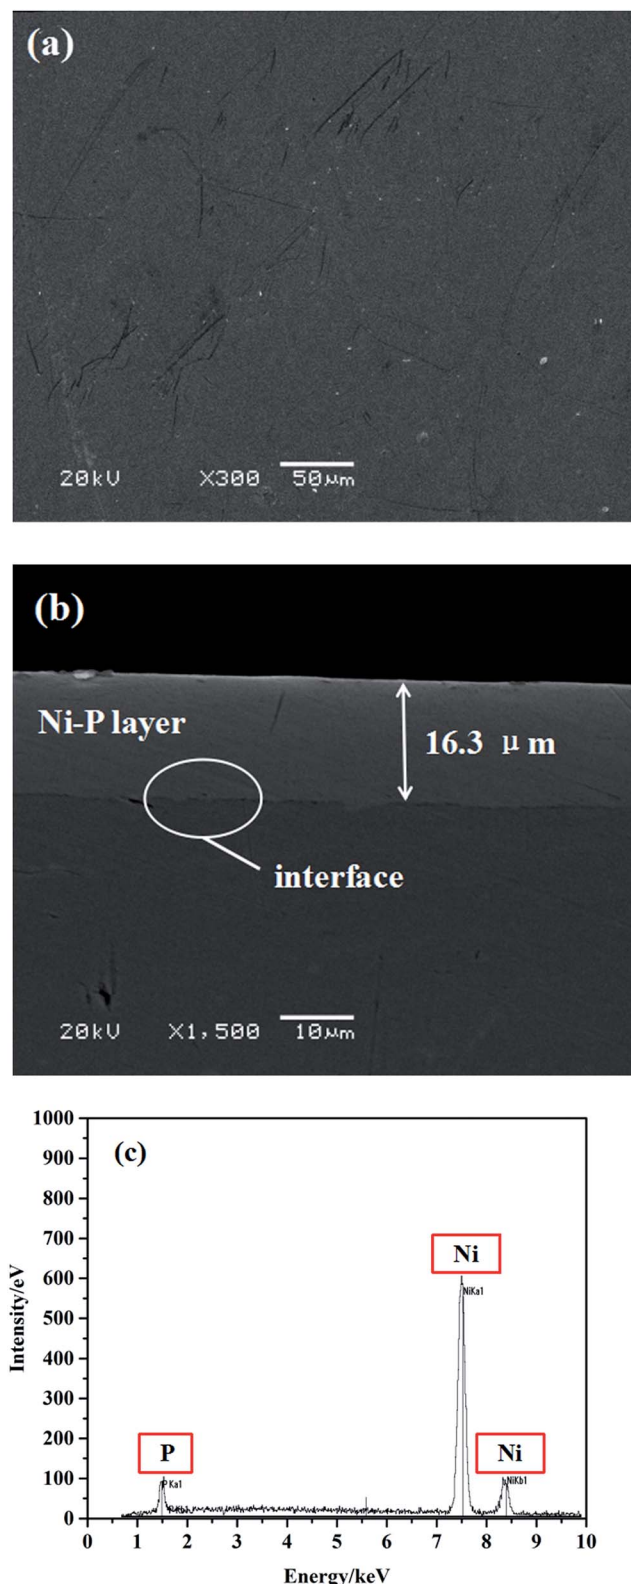 (a)
20kV X300 50μm
(b)
Ni-P layer
16.3 μm
interface
20kV X1,500 10μm
(c)
1000
900
800
700
600
500
400
300
200
100
0
Intensity/eV
Ni
NiKa1
P
P Ka1
Ni
NiKb1
0 1 2 3 4 5 6 7 8 9 10
Energy/keV